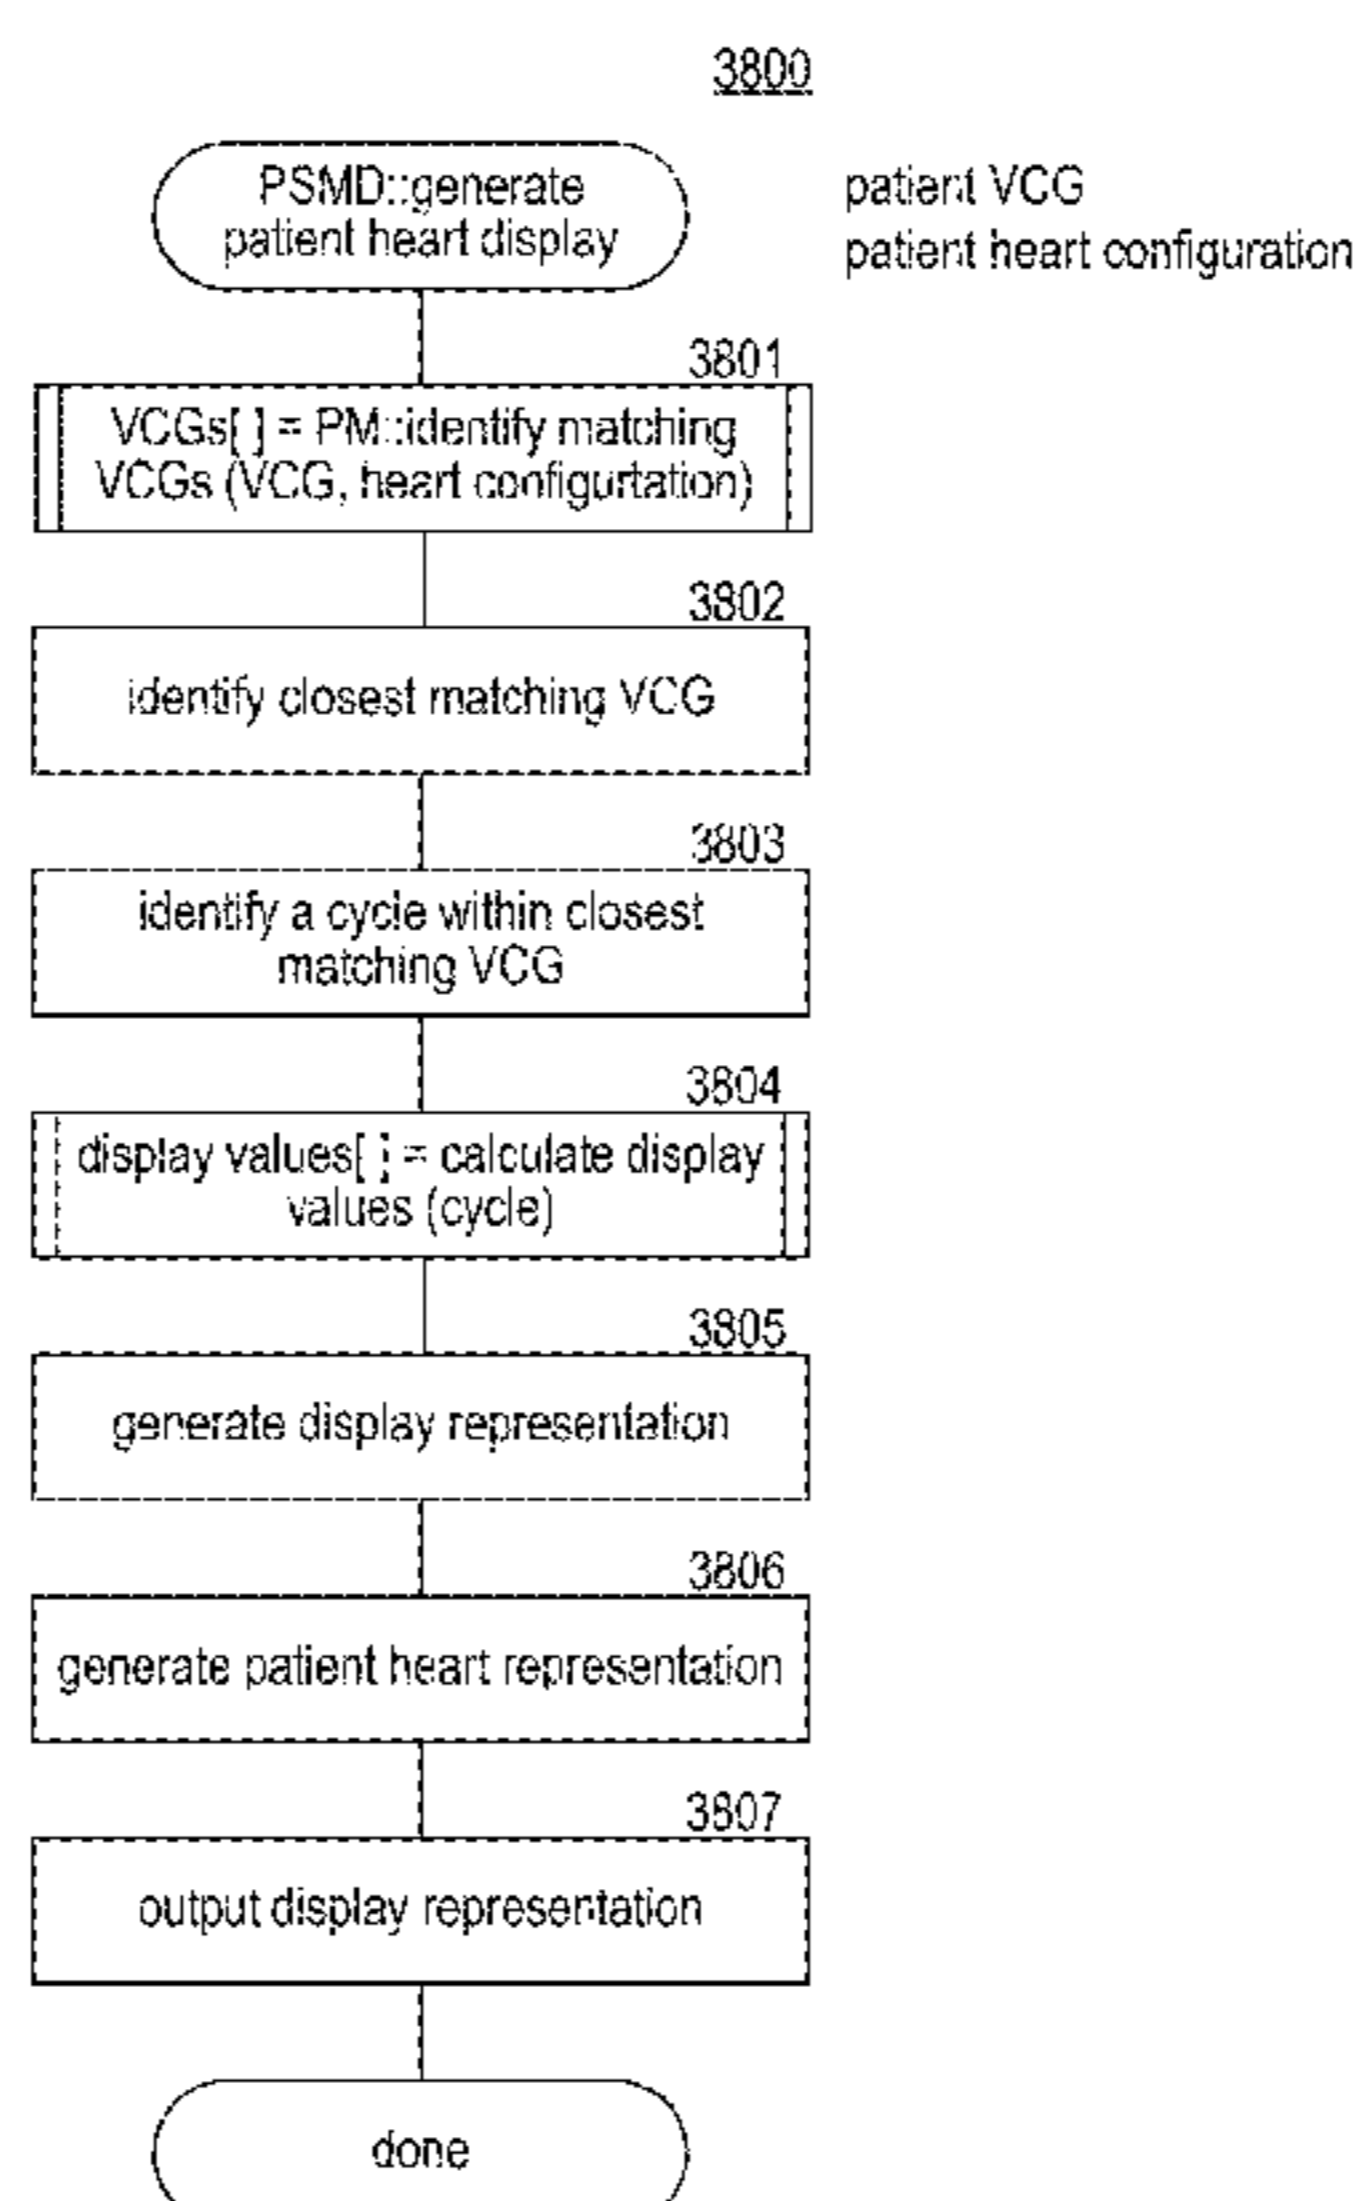 3800
PSMD::generate
patient heart display
patient VCG
patient heart configuration
3801
VCGs[ ] = PM::identify matching
VCGs (VCG, heart configurtation)
3802
identify closest matching VCG
3803
identify a cycle within closest
matching VCG
3804
display values[ ] = calculate display
values (cycle)
3805
generate display representation
3806
generate patient heart representation
3807
output display representation
done